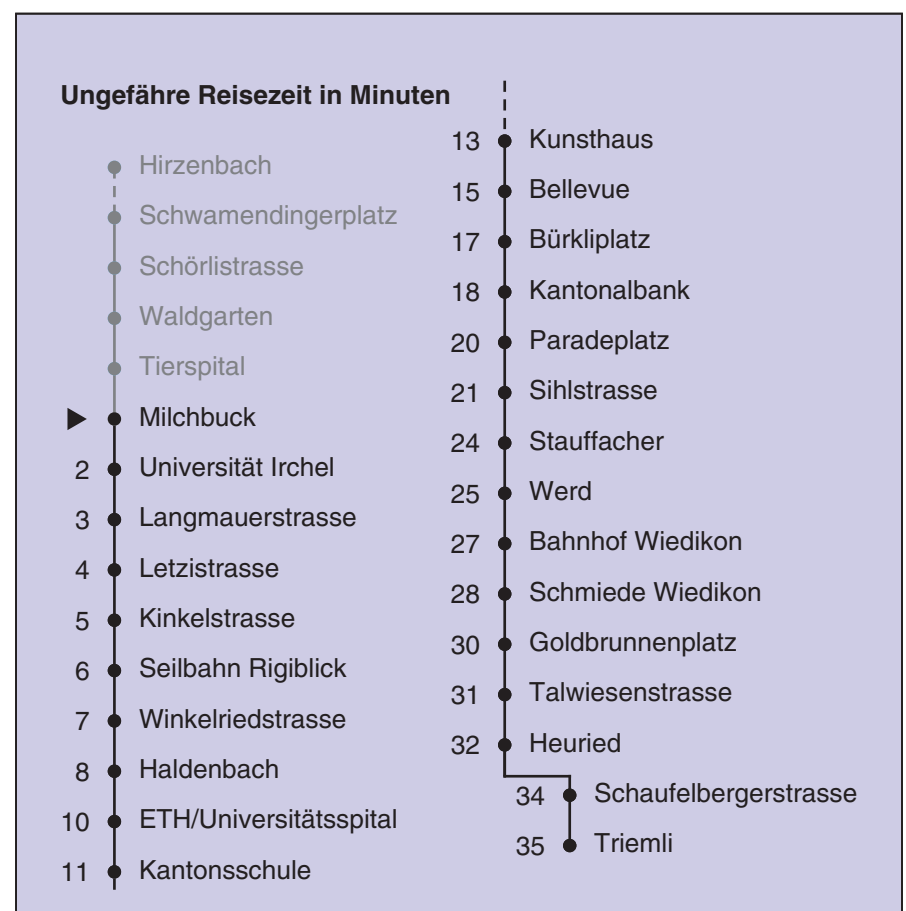 Ungefähre Reisezeit in Minuten
Hirzenbach
Schwamendingerplatz
Schörlistrasse
Waldgarten
Tierspital
Milchbuck
2 Universität Irchel
3 Langmauerstrasse
4 Letzistrasse
5 Kinkelstrasse
6 Seilbahn Rigiblick
7 Winkelriedstrasse
8 Haldenbach
10 ETH/Universitätsspital
11 Kantonsschule
13 Kunsthaus
15 Bellevue
17 Bürkliplatz
18 Kantonalbank
20 Paradeplatz
21 Sihlstrasse
24 Stauffacher
25 Werd
27 Bahnhof Wiedikon
28 Schmiede Wiedikon
30 Goldbrunnenplatz
31 Talwiesenstrasse
32 Heuried
34 Schaufelbergerstrasse
35 Triemli